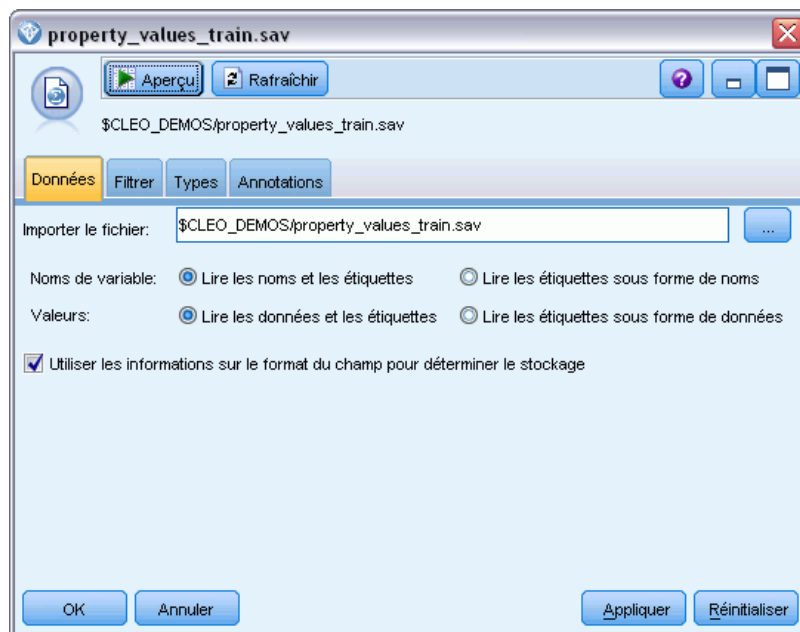 property_values_train.sav
Aperçu Rafraîchir ?
$CLEO_DEMOS/property_values_train.sav
Données Filtrer Types Annotations
Importer le fichier: $CLEO_DEMOS/property_values_train.sav ...
Noms de variable: Lire les noms et les étiquettes Lire les étiquettes sous forme de noms
Valeurs: Lire les données et les étiquettes Lire les étiquettes sous forme de données
Utiliser les informations sur le format du champ pour déterminer le stockage
OK Annuler Appliquer Réinitialiser